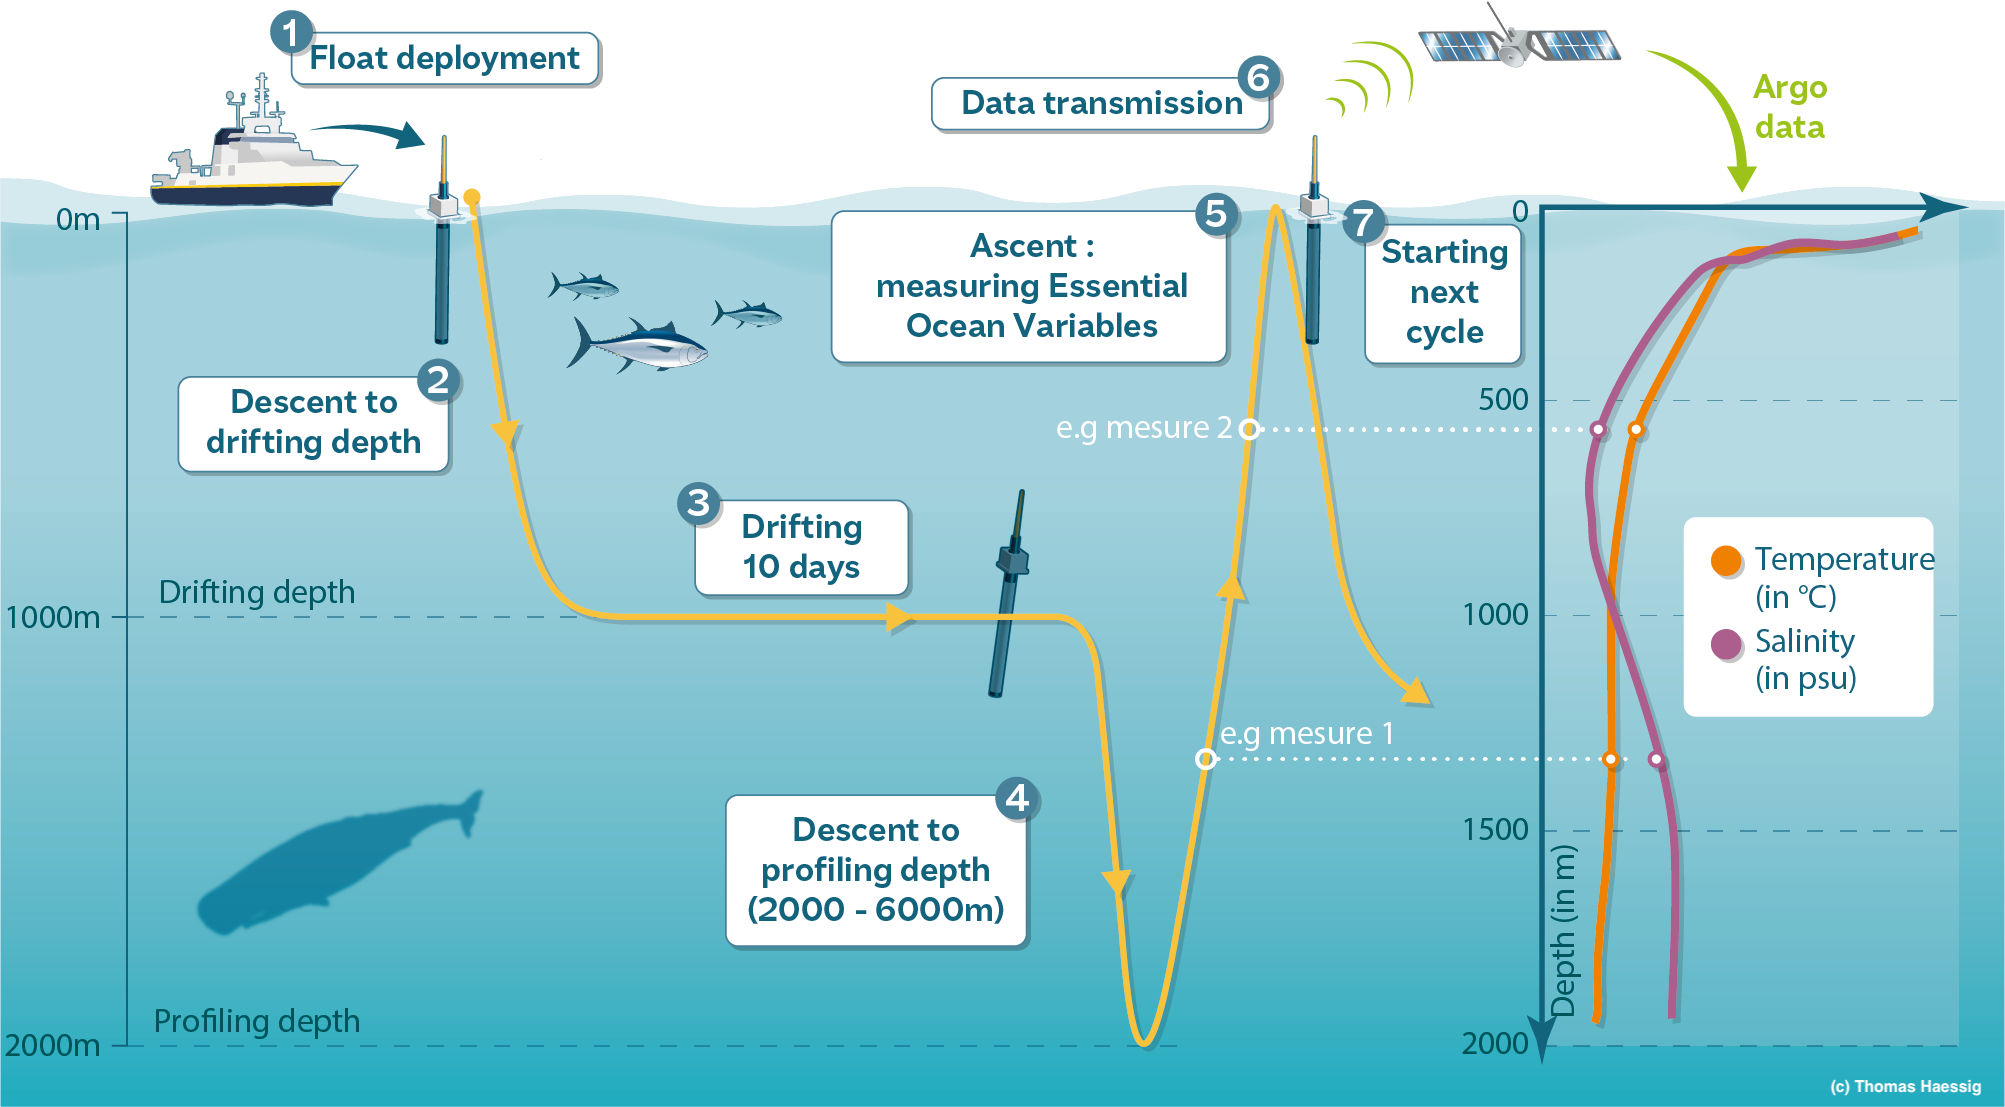 1
Float deployment
6
Data transmission
Argo
data
0m
2
Descent to
drifting depth
5
Ascent :
measuring Essential
Ocean Variables
7
Starting
next
cycle
e.g mesure 2
3
Drifting
10 days
Drifting depth
1000m
e.g mesure 1
4
Descent to
profiling depth
(2000 - 6000m)
Profiling depth
2000m
0
500
1000
1500
2000
Depth (in m)
Temperature
(in °C)
Salinity
(in psu)
(c) Thomas Haessig